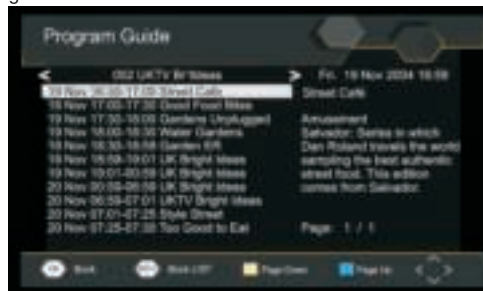 g
Program Guide
002 UKTV Br'Ideas
Fri, 19 Nov 2004 16:59
19 Nov 16:30-17:00 Street Cafe
19 Nov 17:00-17:30 Good Food Bites
19 Nov 17:30-18:00 Gardens Unplugged
19 Nov 18:00-18:30 Water Gardens
19 Nov 18:30-18:59 Garden
19 Nov 18:59-19:01 UK Bright Ideas
19 Nov 19:01-00:59 UK Bright Ideas
20 Nov 00:59-06:59 UK Bright Ideas
20 Nov 06:59-07:01 UKTV Bright Ideas
20 Nov 07:01-07:25 Style Street
20 Nov 07:25-07:38 Too Good to Eat
Street Cafe
Amusement
Salvador: Series in which
Dan Roland travels the world
sampling the best authentic
street food. This edition
comes from Salvador.
Page: 1 / 1
Book
Book LIST
Page Down
Page Up